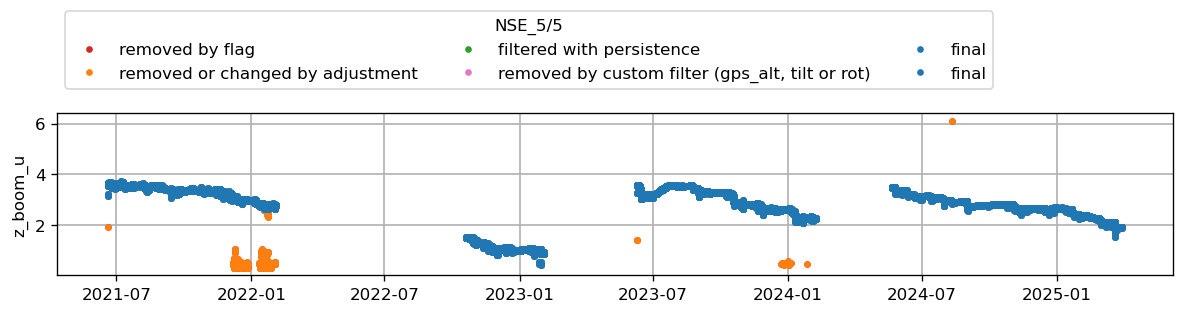 NSE_5/5
removed by flag filtered with persistence final
removed or changed by adjustment removed by custom filter (gps_alt, tilt or rot) final
z_boom_u
6
4
2
2021-07 2022-01 2022-07 2023-01 2023-07 2024-01 2024-07 2025-01